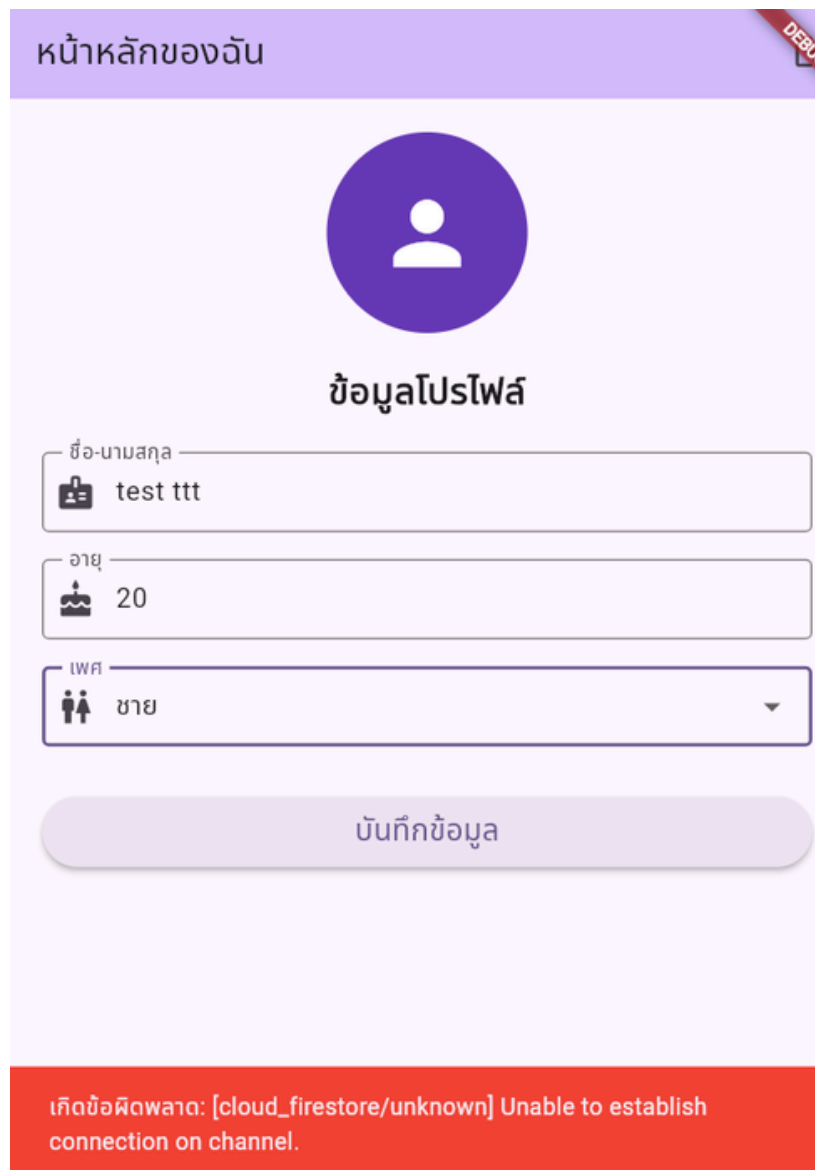 หน้าหลักของฉัน
ข้อมูลโปรไฟล์
ชื่อ-นามสกุล
test ttt
อายุ
20
เพศ
ชาย
บันทึกข้อมูล
เกิดข้อผิดพลาด: [cloud_firestore/unknown] Unable to establish
connection on channel.